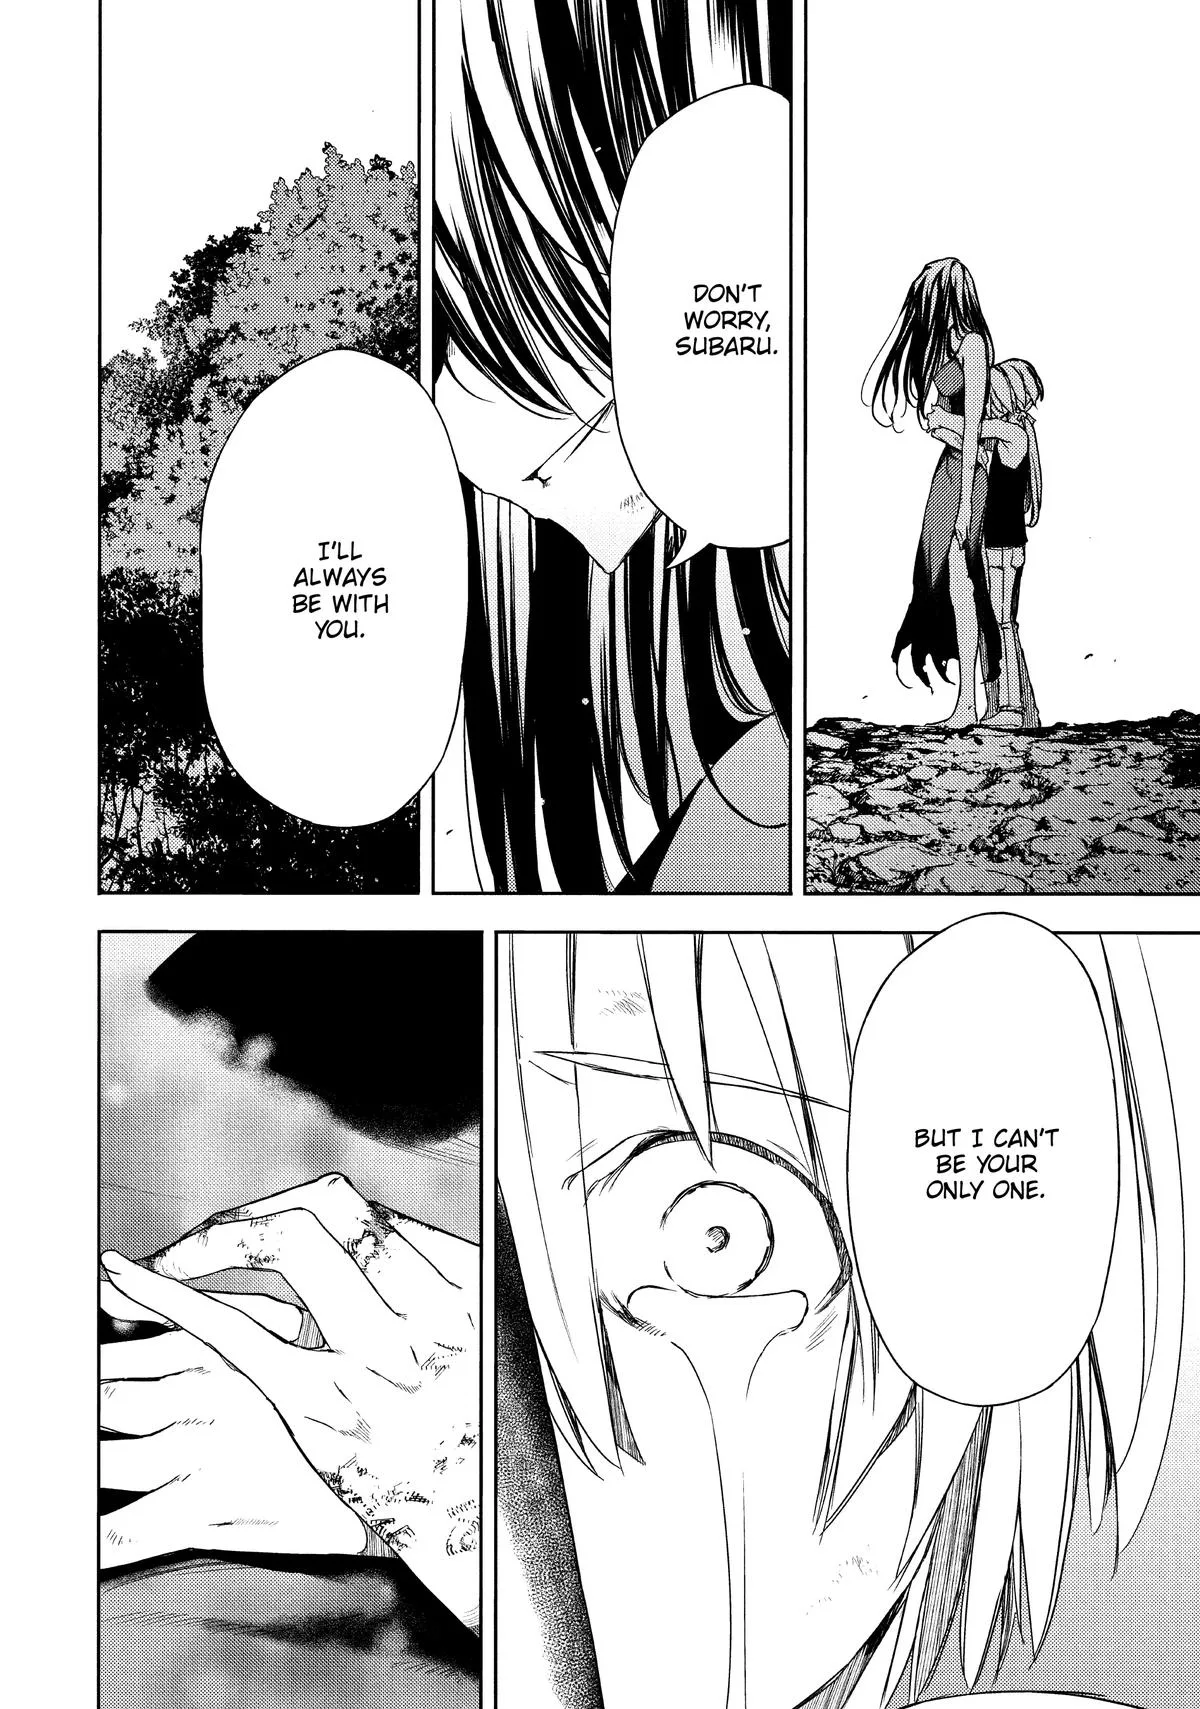 DON'T
WORRY,
SUBARU.
I'LL
ALWAYS
BE WITH
YOU.
BUT I CAN'T
BE YOUR
ONLY ONE.